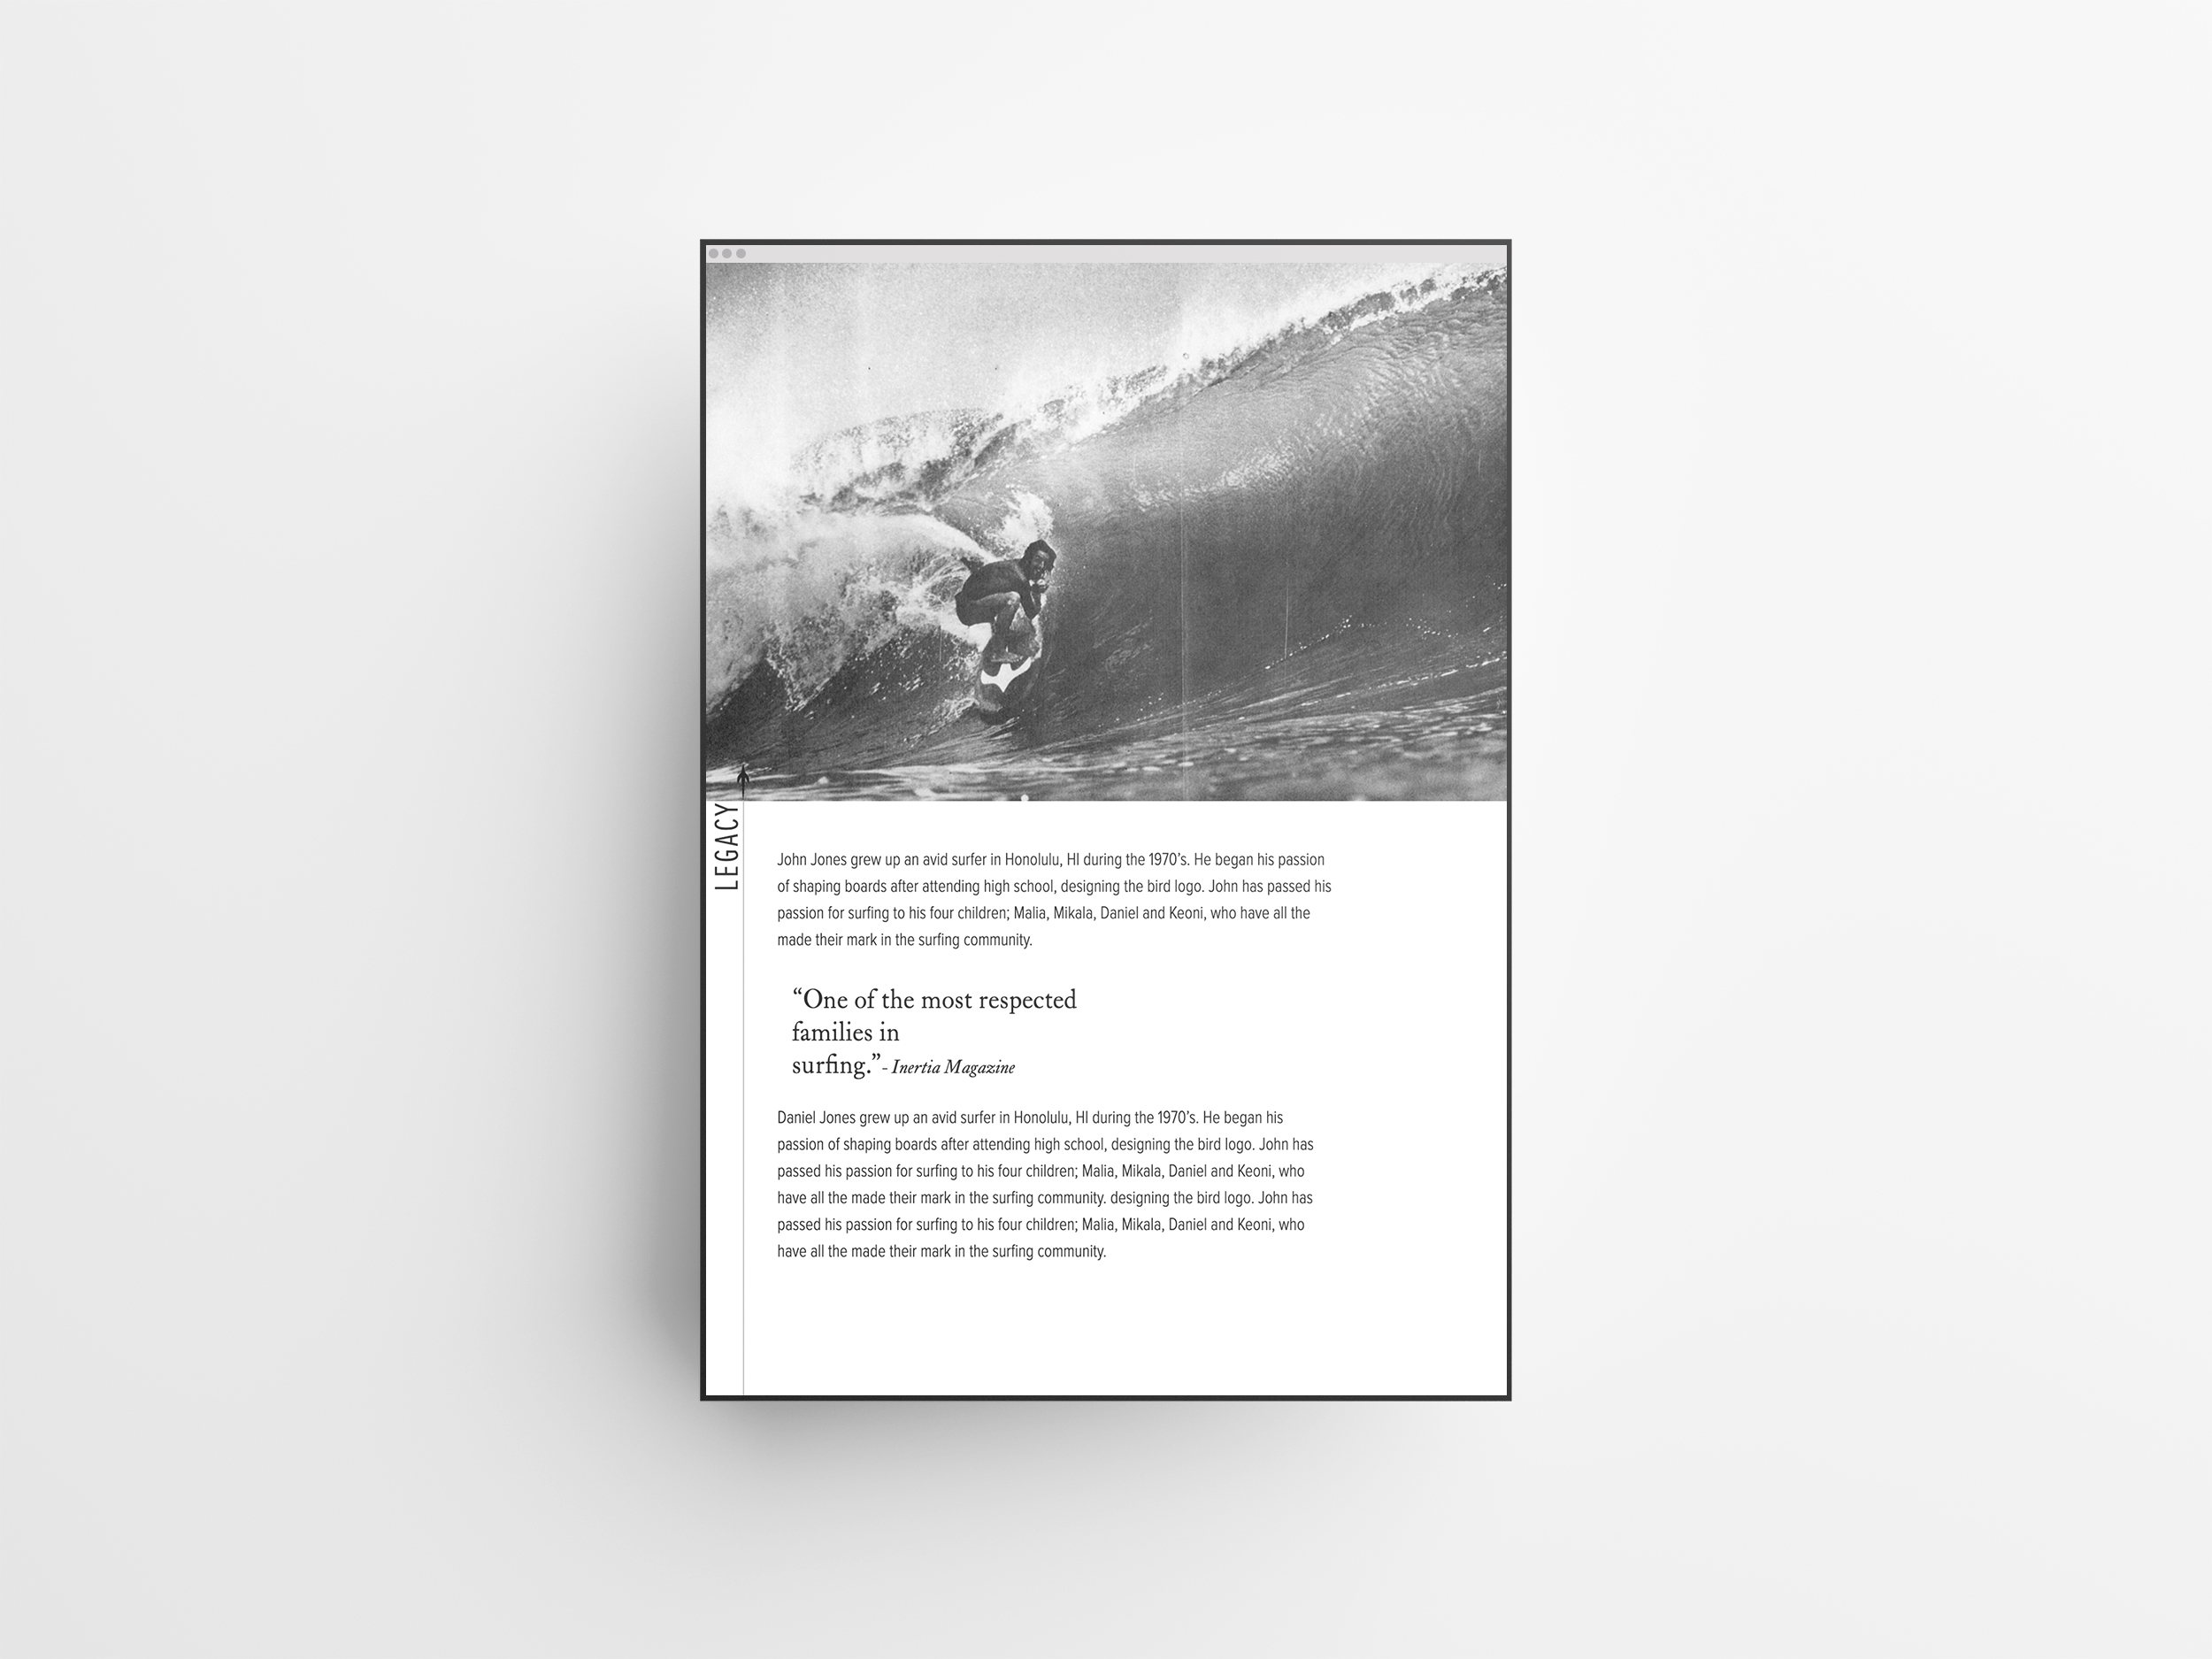 LEGACY
John Jones grew up an avid surfer in Honolulu, HI during the 1970’s. He began his passion
of shaping boards after attending high school, designing the bird logo. John has passed his
passion for surfing to his four children; Malia, Mikala, Daniel and Keoni, who have all the
made their mark in the surfing community.
“One of the most respected
families in
surfing.” - Inertia Magazine
Daniel Jones grew up an avid surfer in Honolulu, HI during the 1970’s. He began his
passion of shaping boards after attending high school, designing the bird logo. John has
passed his passion for surfing to his four children; Malia, Mikala, Daniel and Keoni, who
have all the made their mark in the surfing community. designing the bird logo. John has
passed his passion for surfing to his four children; Malia, Mikala, Daniel and Keoni, who
have all the made their mark in the surfing community.